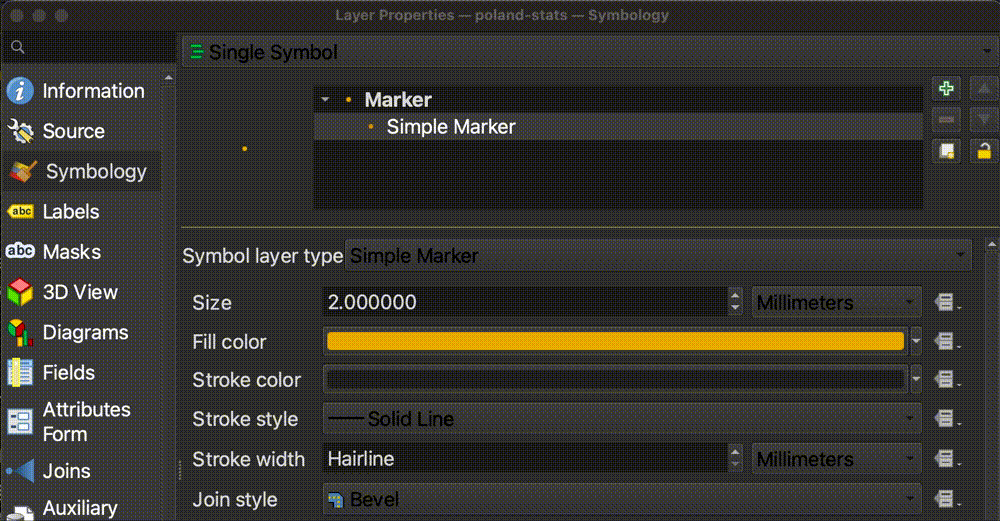 Layer Properties — poland-stats — Symbology
Single Symbol
Information
Source
Symbology
Labels
Masks
3D View
Diagrams
Fields
Attributes
Form
Joins
Auxiliary
Marker
Simple Marker
Symbol layer type Simple Marker
Size 2.000000 Millimeters
Fill color
Stroke color
Stroke style Solid Line
Stroke width Hairline Millimeters
Join style Bevel